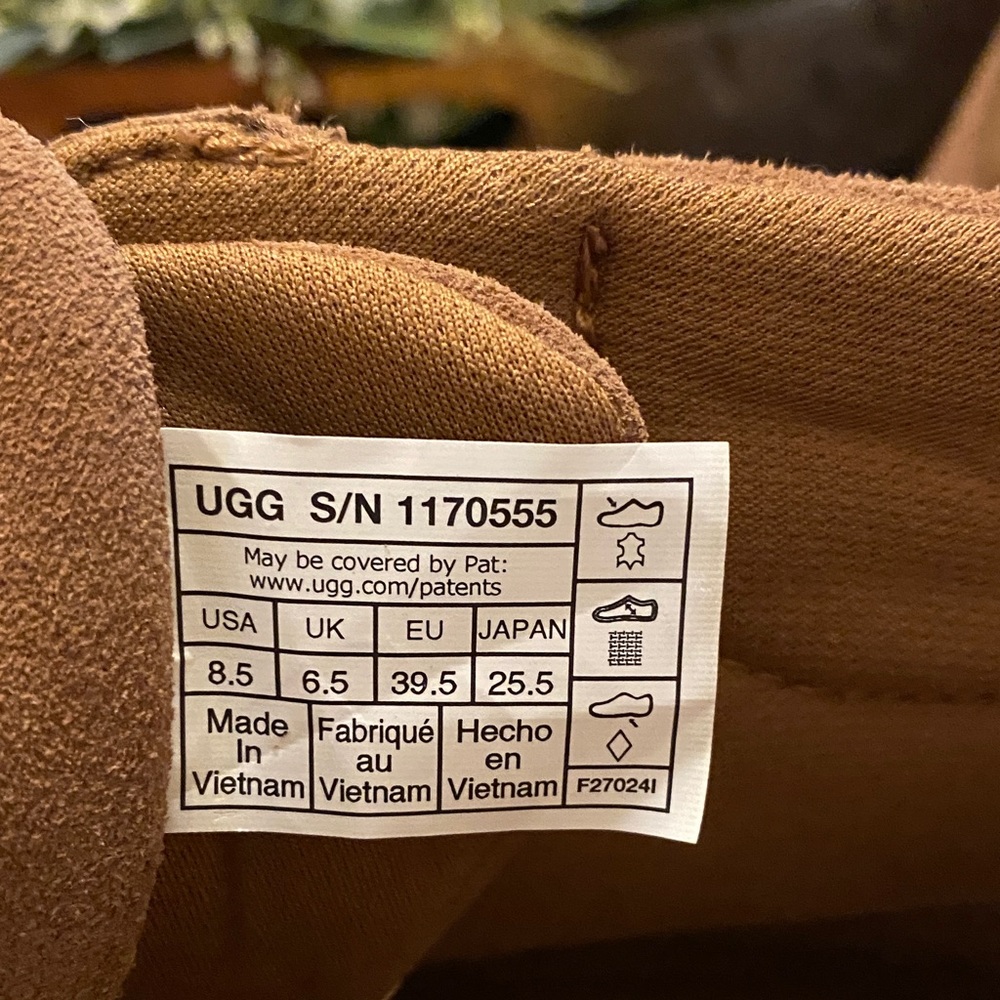 UGG S/N 1170555
May be covered by Pat:
www.ugg.com/patents
USA UK EU JAPAN
8.5 6.5 39.5 25.5
Made
In
Vietnam
Fabriqué
au
Vietnam
Hecho
en
Vietnam
F27024I